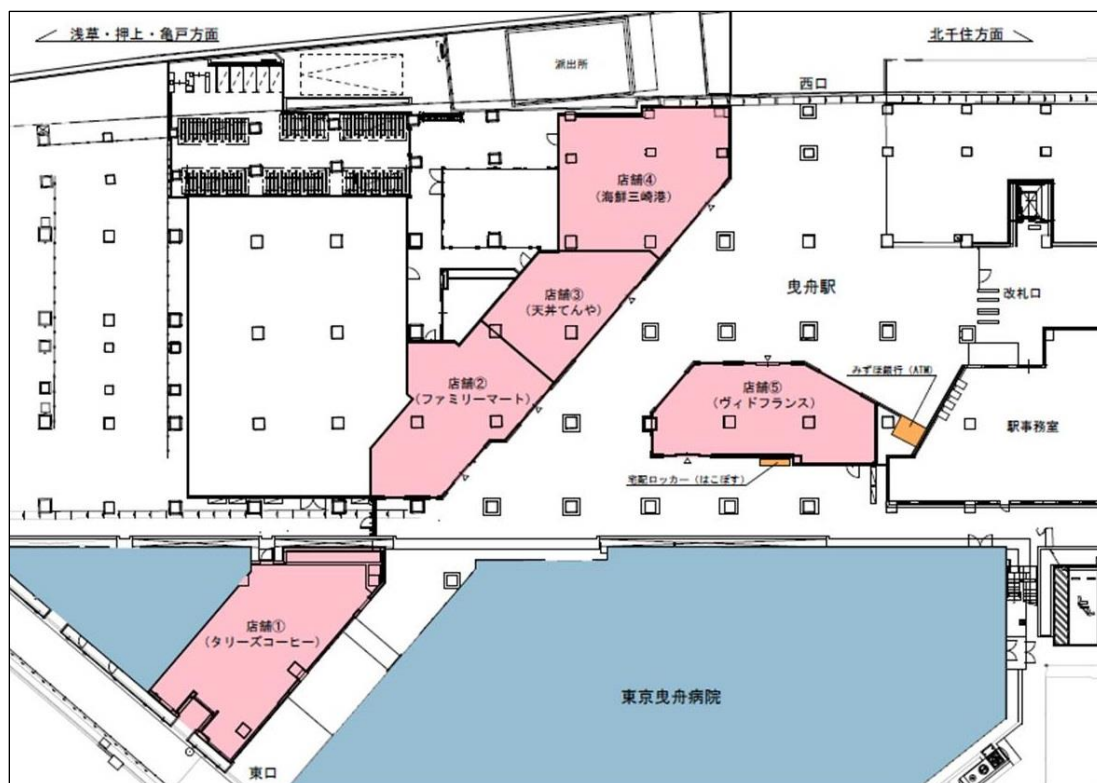 浅草・押上・亀戸方面
北千住方面
派出所
西口
店舗④
(海鮮三崎港)
曳舟駅
改札口
店舗③
(天丼てんや)
みずほ銀行(ATM)
店舗②
(ファミリーマート)
店舗⑤
(ヴィドフランス)
駅事務室
宅配ロッカー(はこぽす)
店舗①
(タリーズコーヒー)
東京曳舟病院
東口